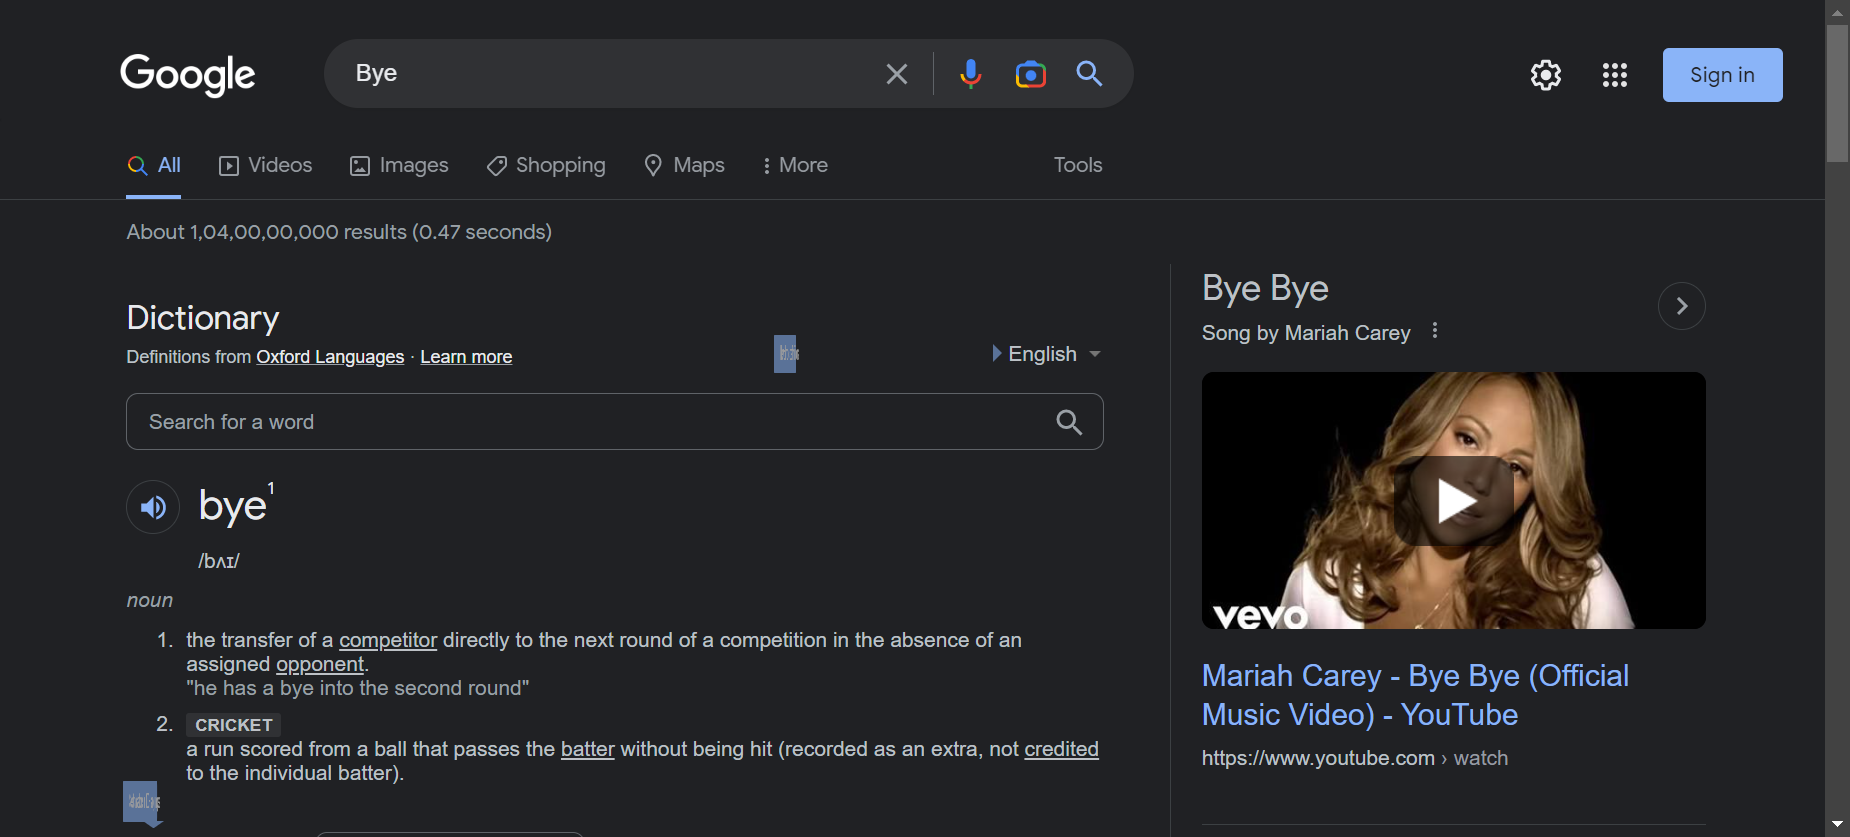 Google
Bye
Sign in
All
Videos
Images
Shopping
Maps
More
Tools
About 1,04,00,00,000 results (0.47 seconds)
Dictionary
Definitions from Oxford Languages · Learn more
English
Search for a word
bye¹
/bʌɪ/
noun
1. the transfer of a competitor directly to the next round of a competition in the absence of an
assigned opponent.
"he has a bye into the second round"
2. CRICKET
a run scored from a ball that passes the batter without being hit (recorded as an extra, not credited
to the individual batter).
Bye Bye
Song by Mariah Carey
vevo
Mariah Carey - Bye Bye (Official
Music Video) - YouTube
https://www.youtube.com › watch